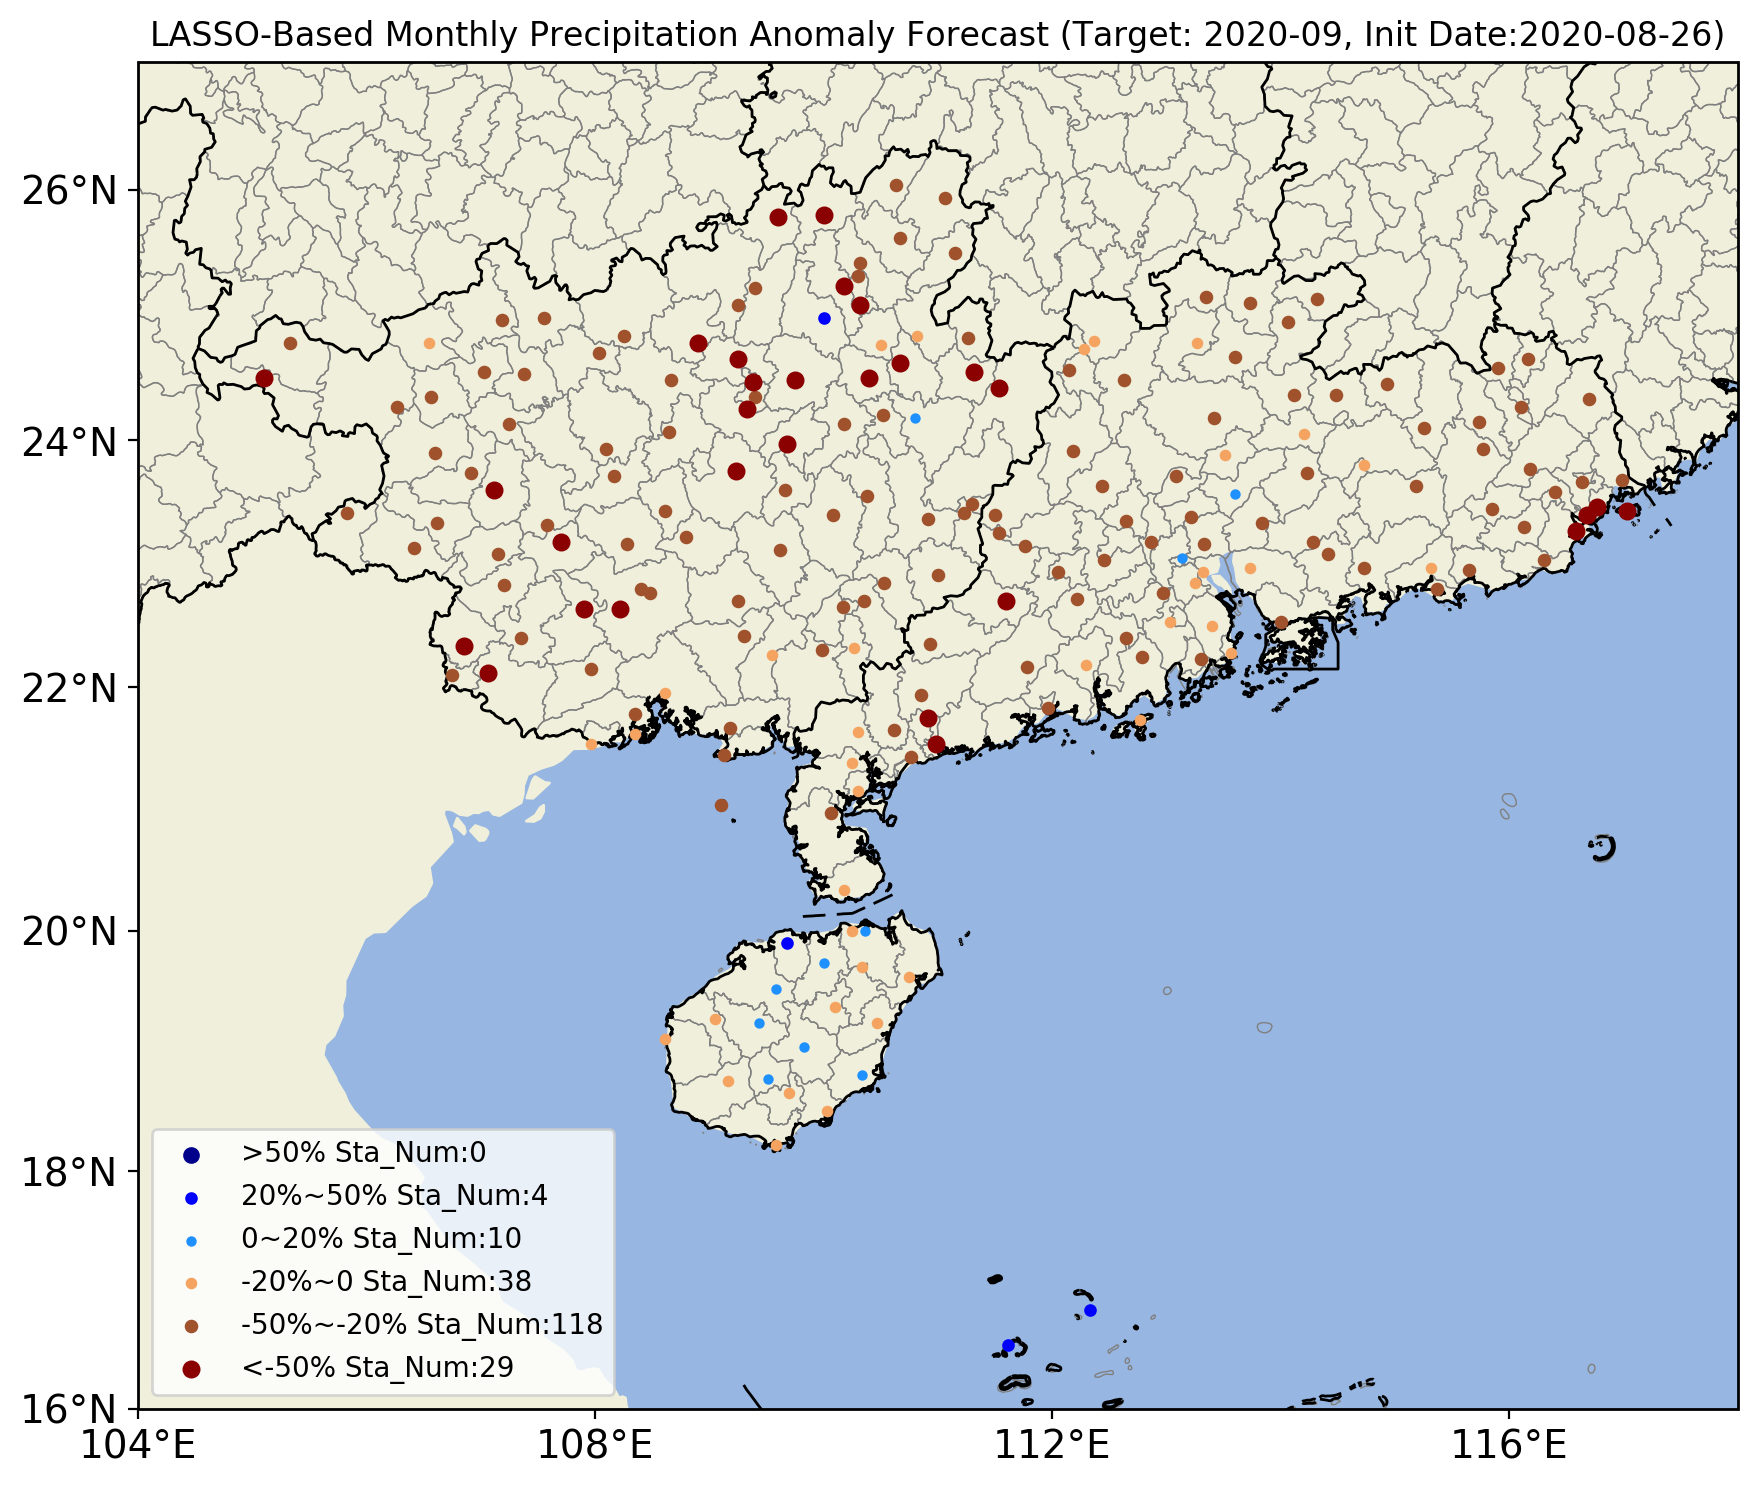 LASSO-Based Monthly Precipitation Anomaly Forecast (Target: 2020-09, Init Date:2020-08-26)
26°N
24°N
22°N
20°N
18°N
16°N
>50% Sta_Num:0
20%~50% Sta_Num:4
0~20% Sta_Num:10
-20%~0 Sta_Num:38
-50%~-20% Sta_Num:118
<-50% Sta_Num:29
104°E
108°E
112°E
116°E